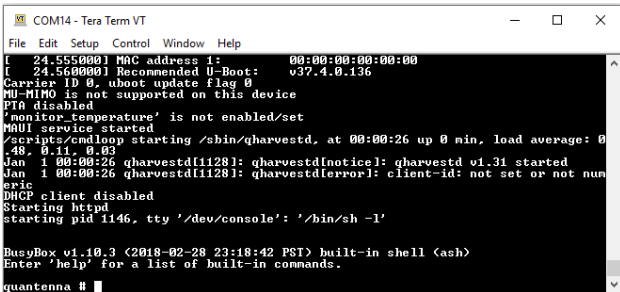 COM14 - Tera Term VT
File Edit Setup Control Window Help
[   24.555000] MAC address 1:          00:00:00:00:00:00
[   24.560000] Recommended U-Boot:     v37.4.0.136
Carrier ID 0, uboot update flag 0
MU-MIMO is not supported on this device
PTA disabled
'monitor_temperature' is not enabled/set
MAUI service started
/scripts/cmdloop starting /sbin/qharvestd, at 00:00:26 up 0 min, load average: 0
.48, 0.11, 0.03
Jan  1 00:00:26 qharvestd[1128]: qharvestd[notice]: qharvestd v1.31 started
Jan  1 00:00:26 qharvestd[1128]: qharvestd[error]: client-id: not set or not num
eric
DHCP client disabled
Starting httpd
starting pid 1146, tty '/dev/console': '/bin/sh -l'
BusyBox v1.10.3 (2018-02-28 23:18:42 PST) built-in shell (ash)
Enter 'help' for a list of built-in commands.
quantenna #